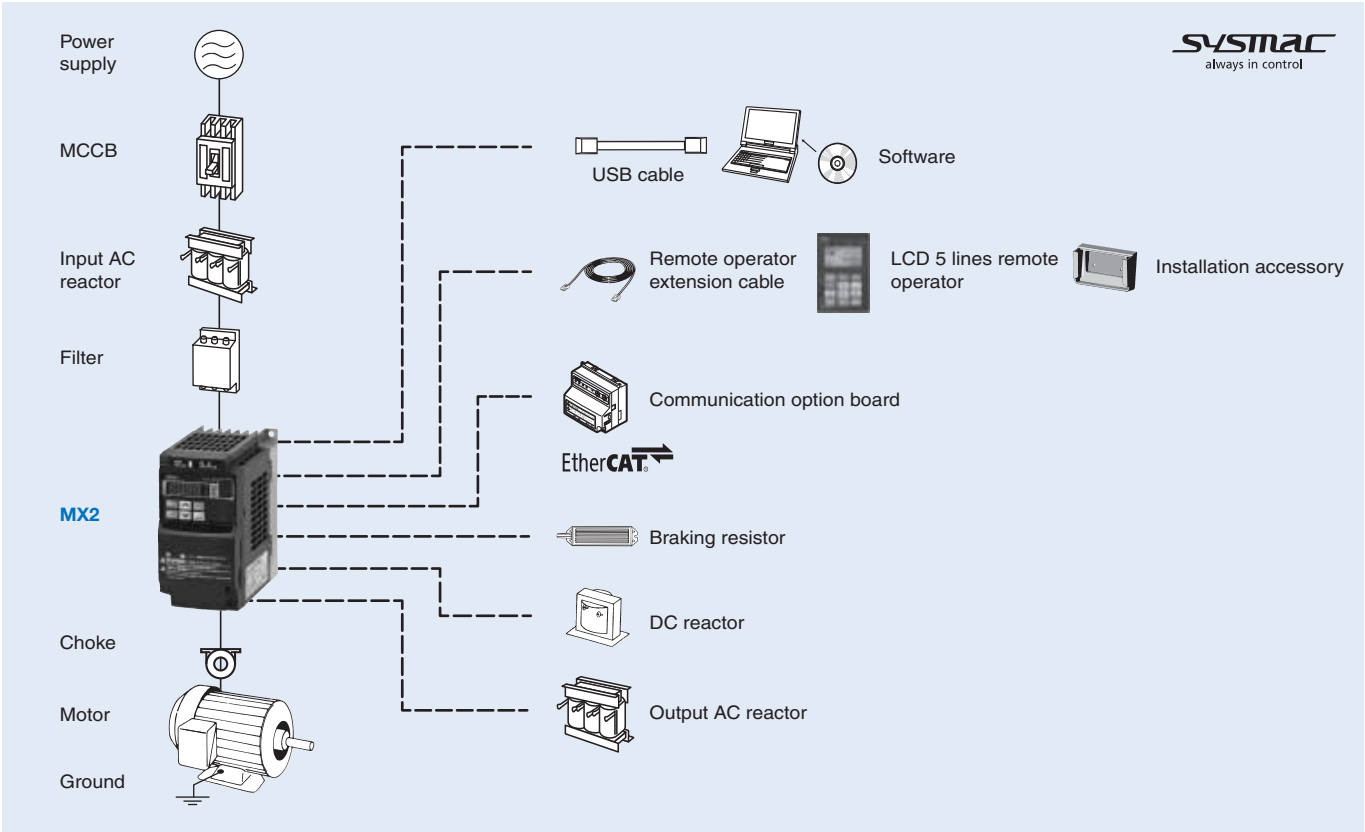 Power
supply
sysmac
always in control
MCCB
USB cable
Software
Input AC
reactor
Remote operator
extension cable
LCD 5 lines remote
operator
Installation accessory
Filter
Communication option board
EtherCAT®
MX2
Braking resistor
DC reactor
Choke
Motor
Output AC reactor
Ground